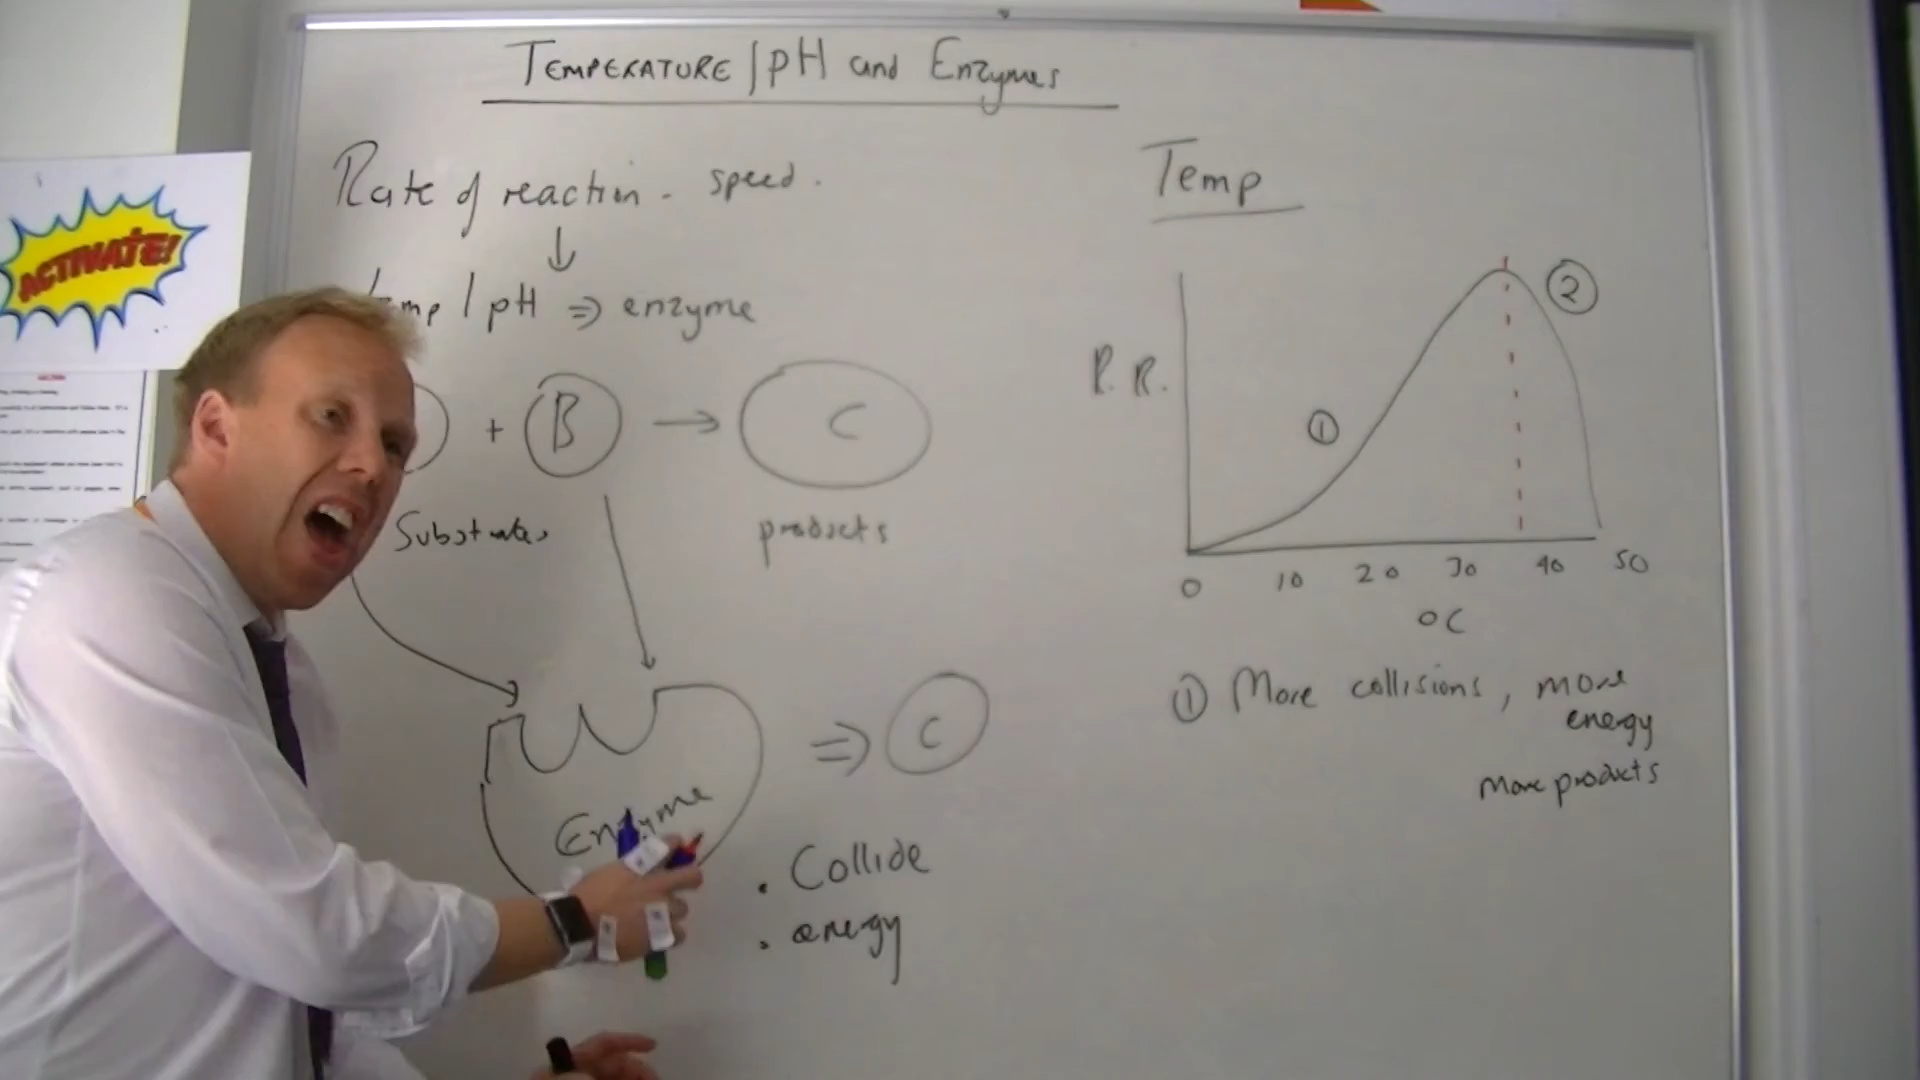 TEMPERATURE / pH and Enzymes
ACTIVATE!
Rate of reaction - speed.
↓
emp / pH ⇒ enzyme
+ B → C
Substrates
products
Enzyme
⇒ C
. Collide
. energy
Temp
R.R.
①
②
0 10 20 30 40 50
°C
① More collisions, more
energy
More products